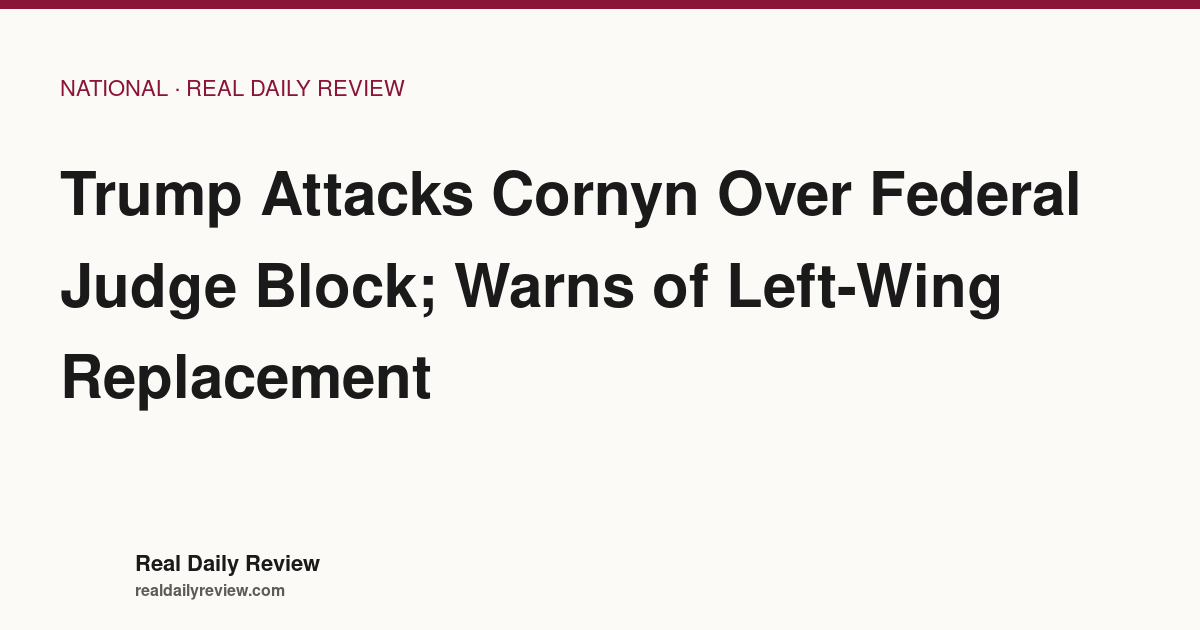 NATIONAL · REAL DAILY REVIEW
Trump Attacks Cornyn Over Federal
Judge Block; Warns of Left-Wing
Replacement
Real Daily Review
realdailyreview.com